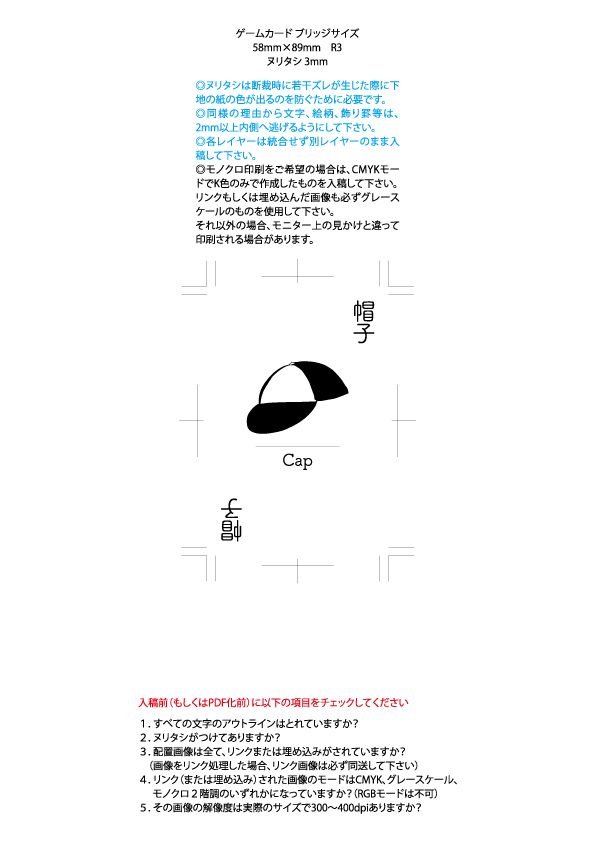 ゲームカード ブリッジサイズ
58mm×89mm　R3
ヌリタシ 3mm
◎ヌリタシは断裁時に若干ズレが生じた際に下
地の紙の色が出るのを防ぐために必要です。
◎同様の理由から文字、絵柄、飾り罫等は、
2mm以上内側へ逃げるようにして下さい。
◎各レイヤーは統合せず別レイヤーのまま入
稿して下さい。
◎モノクロ印刷をご希望の場合は、CMYKモー
ドでK色のみで作成したものを入稿して下さい。
リンクもしくは埋め込んだ画像も必ずグレース
ケールのものを使用して下さい。
それ以外の場合、モニター上の見かけと違って
印刷される場合があります。
帽子
Cap
帽子
入稿前（もしくはPDF化前）に以下の項目をチェックしてください
１．すべての文字のアウトラインはとれていますか？
２．ヌリタシがつけてありますか？
３．配置画像は全て、リンクまたは埋め込みがされていますか？
（画像をリンク処理した場合、リンク画像は必ず同送して下さい）
４．リンク（または埋め込み）された画像のモードはCMYK、グレースケール、
モノクロ２階調のいずれかになっていますか？（RGBモードは不可）
５．その画像の解像度は実際のサイズで300～400dpiありますか？